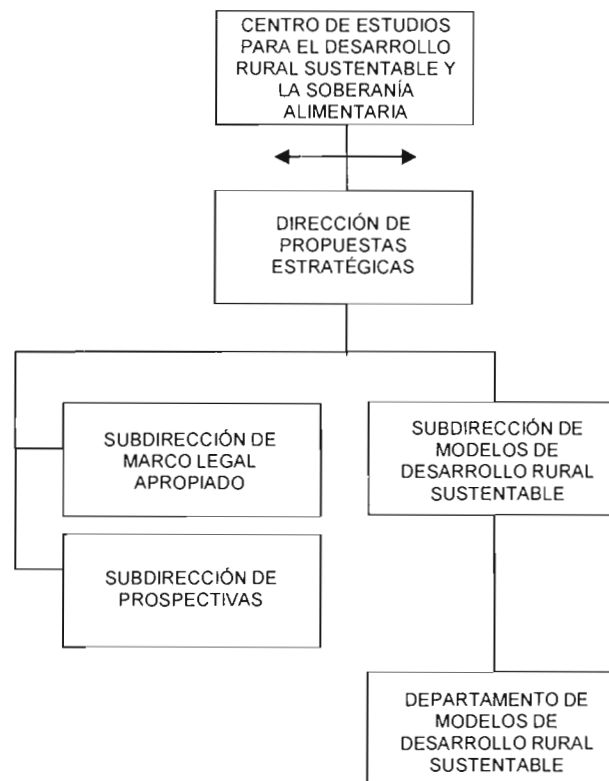 CENTRO DE ESTUDIOS
PARA EL DESARROLLO
RURAL SUSTENTABLE Y
LA SOBERANÍA
ALIMENTARIA
DIRECCIÓN DE
PROPUESTAS
ESTRATÉGICAS
SUBDIRECCIÓN DE
MARCO LEGAL
APROPIADO
SUBDIRECCIÓN DE
MODELOS DE
DESARROLLO RURAL
SUSTENTABLE
SUBDIRECCIÓN DE
PROSPECTIVAS
DEPARTAMENTO DE
MODELOS DE
DESARROLLO RURAL
SUSTENTABLE